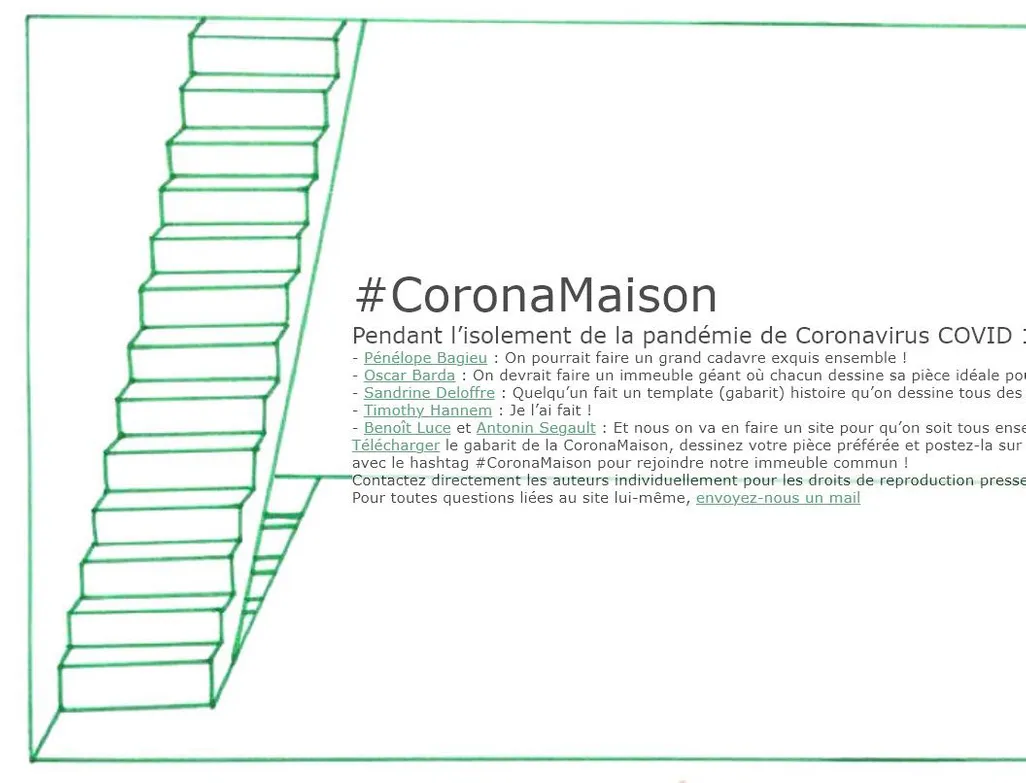 #CoronaMaison
Pendant l’isolement de la pandémie de Coronavirus COVID
- Pénélope Bagieu : On pourrait faire un grand cadavre exquis ensemble !
- Oscar Barda : On devrait faire un immeuble géant où chacun dessine sa pièce idéale
- Sandrine Deloffre : Quelqu’un fait un template (gabarit) histoire qu’on dessine tous des
- Timothy Hannem : Je l’ai fait !
- Benoît Luce et Antonin Segault : Et nous on va en faire un site pour qu’on soit tous
Télécharger le gabarit de la CoronaMaison, dessinez votre pièce préférée et postez-la sur
avec le hashtag #CoronaMaison pour rejoindre notre immeuble commun !
Contactez directement les auteurs individuellement pour les droits de reproduction presse
Pour toutes questions liées au site lui-même, envoyez-nous un mail